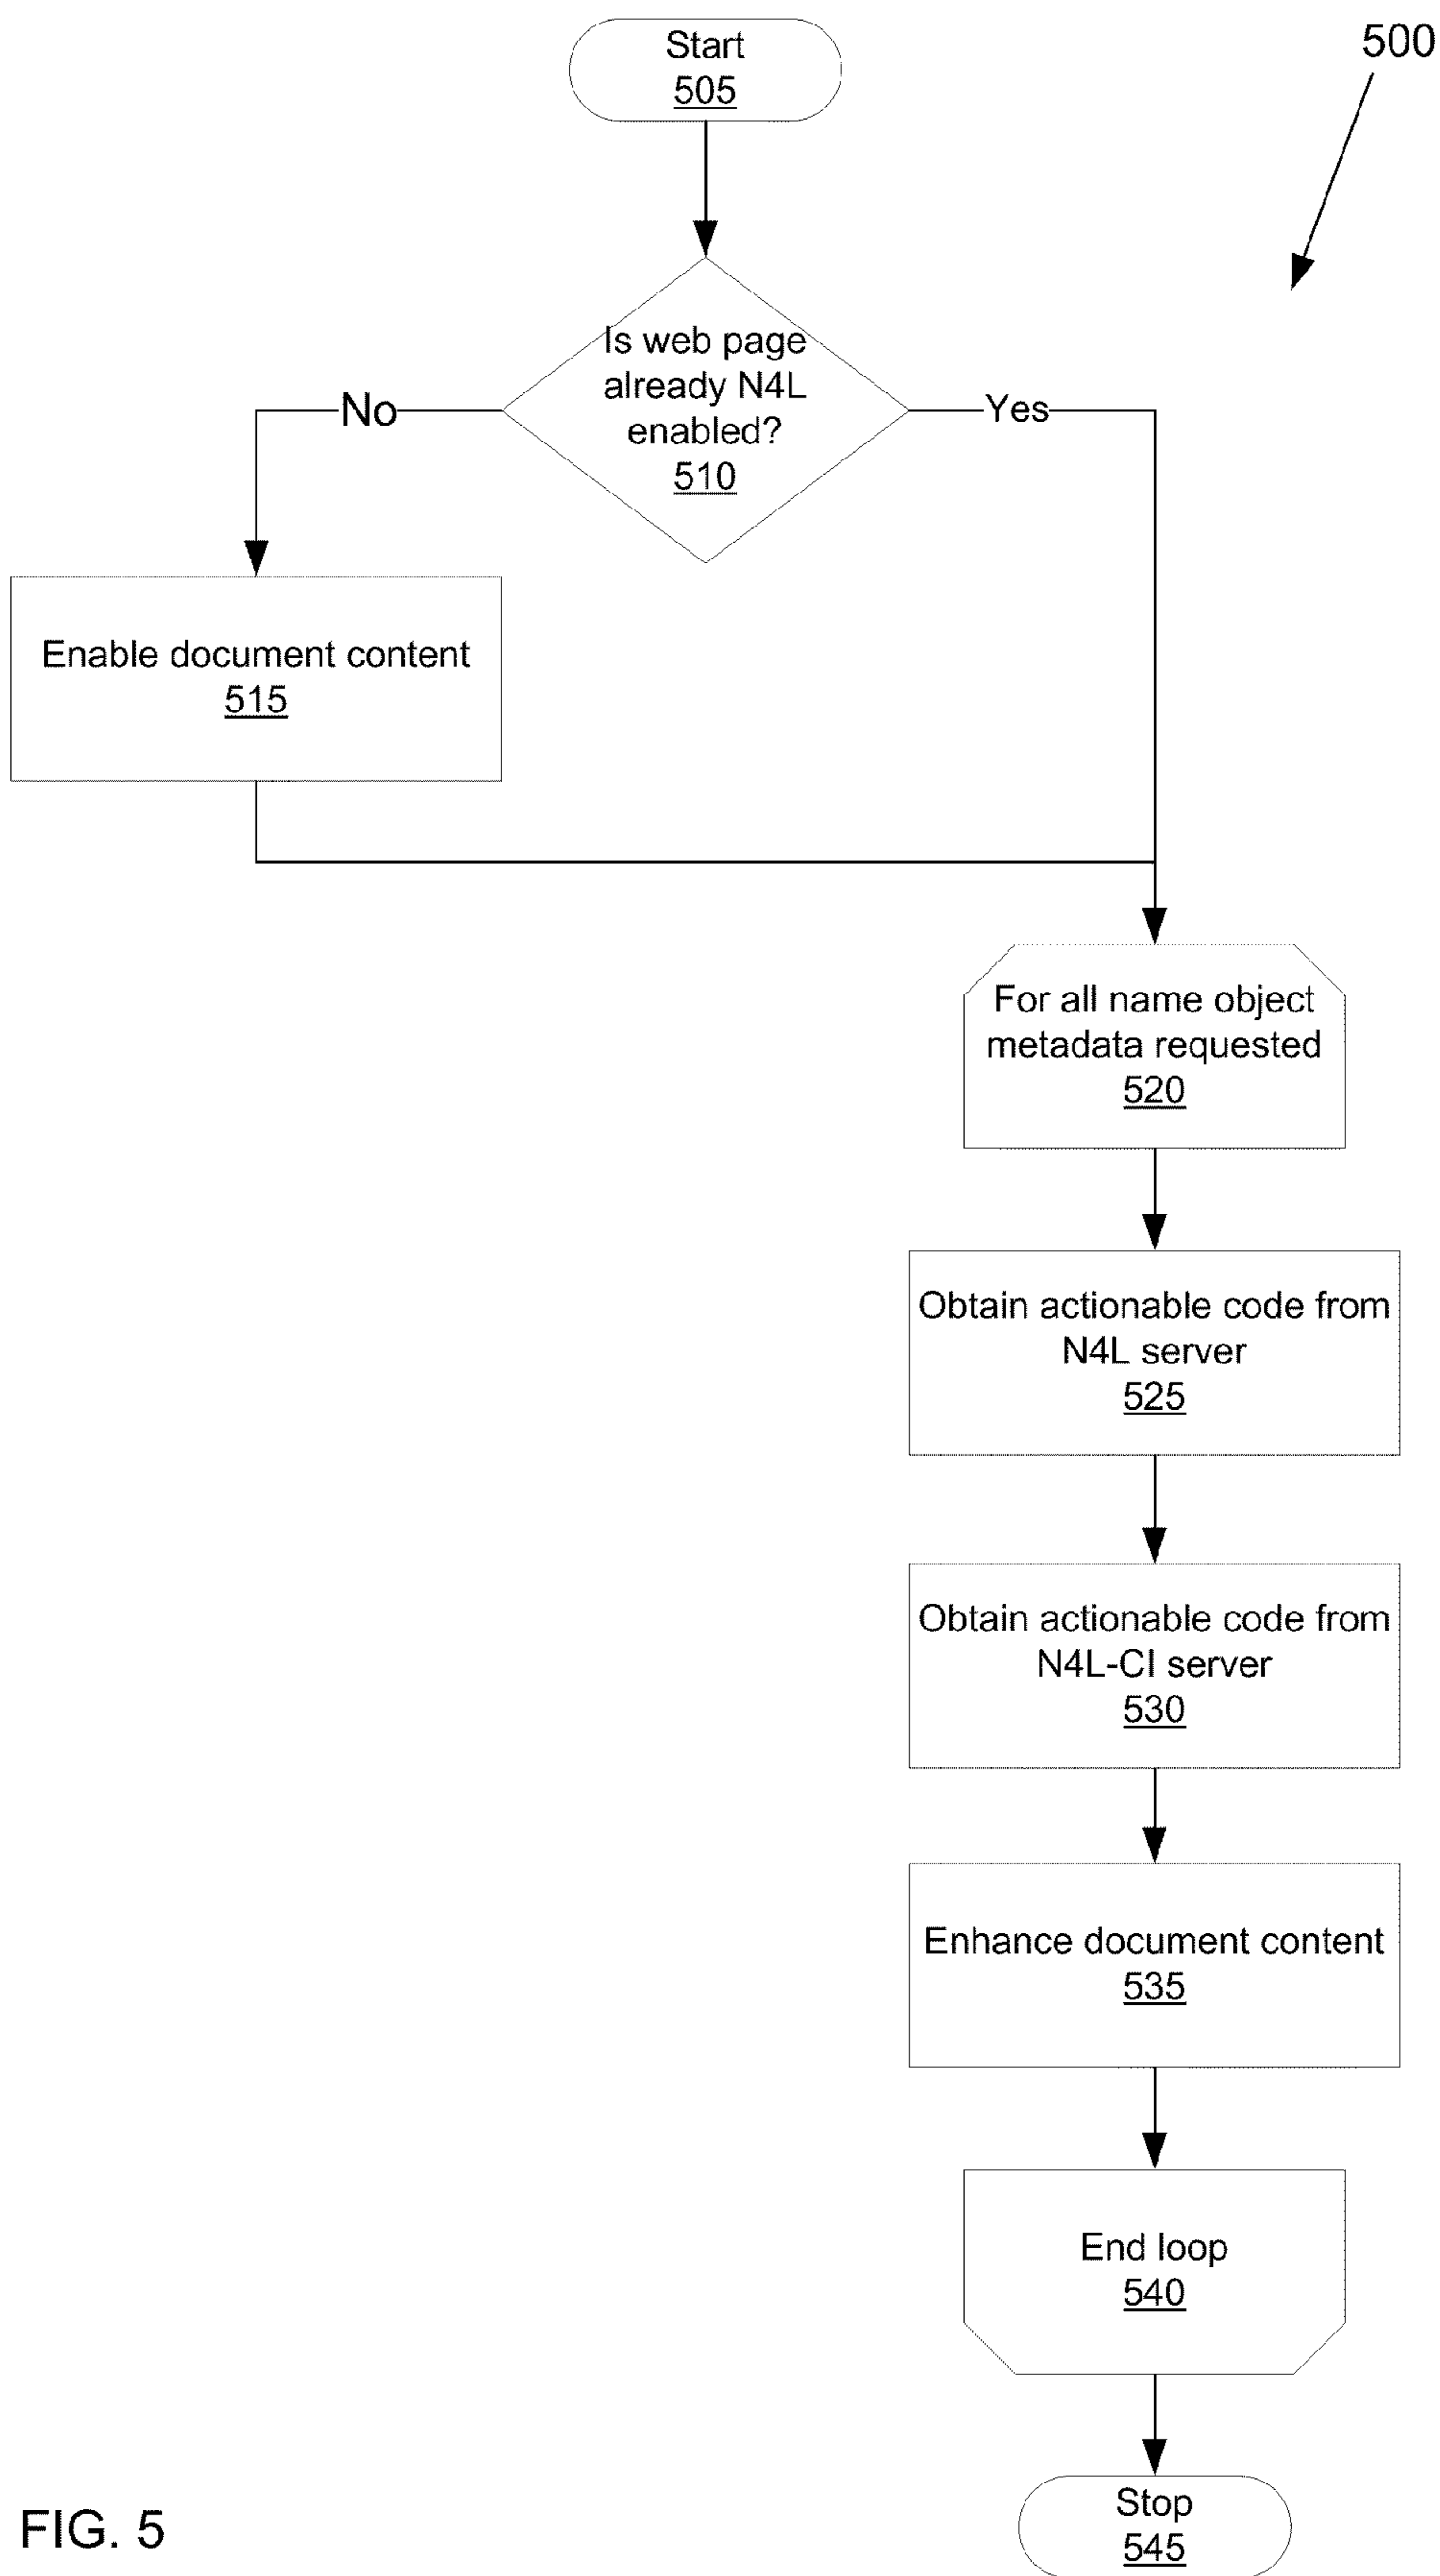 Start
505
500
Is web page
already N4L
enabled?
510
No
Yes
Enable document content
515
For all name object
metadata requested
520
Obtain actionable code from
N4L server
525
Obtain actionable code from
N4L-CI server
530
Enhance document content
535
End loop
540
Stop
545
FIG. 5